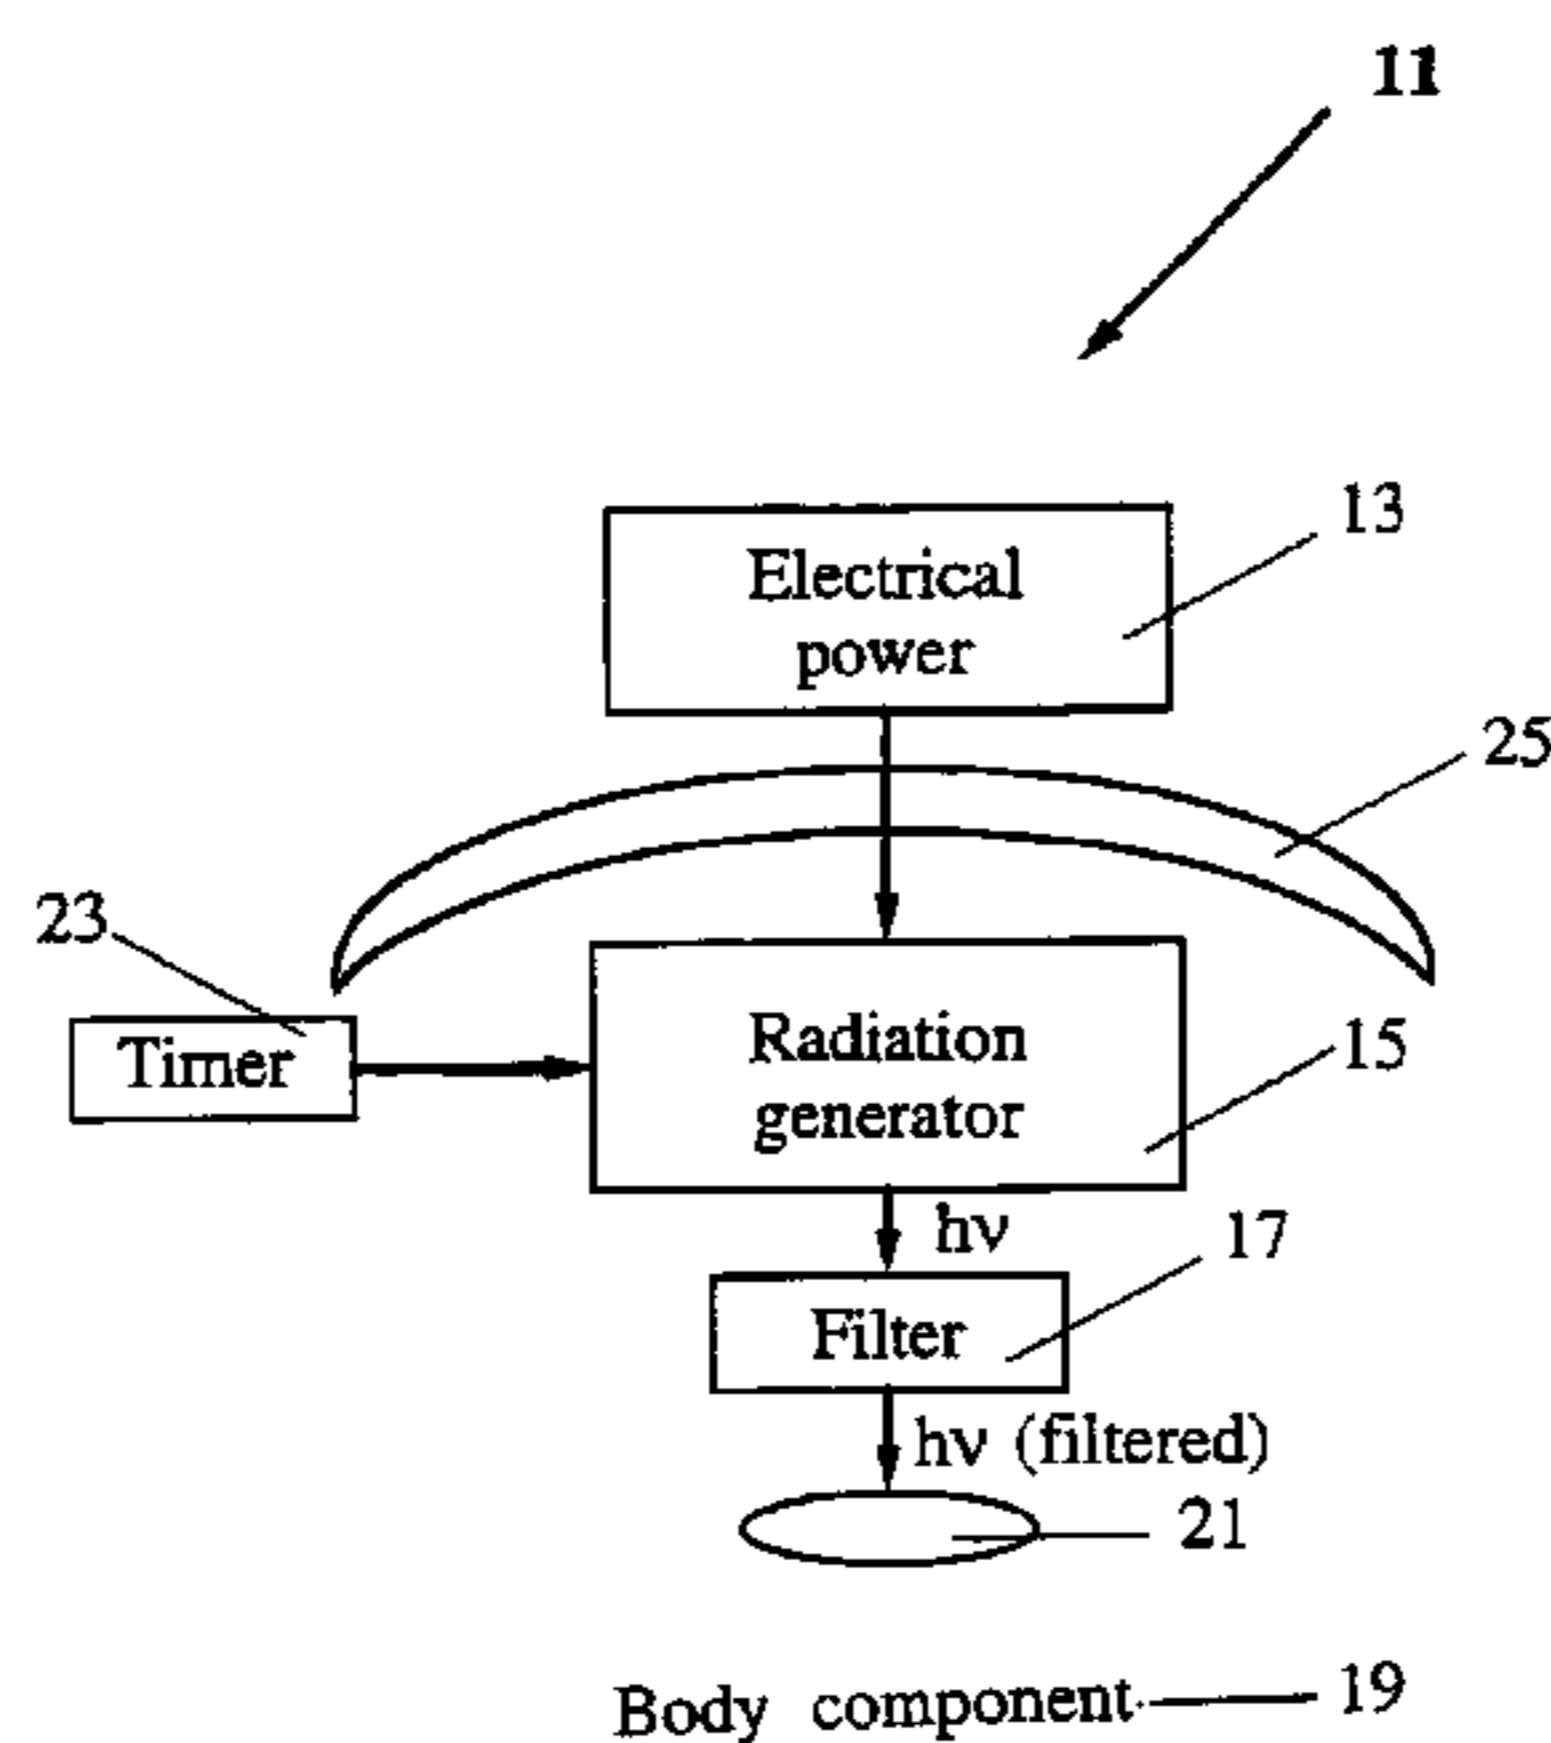 11
Electrical
power
13
25
23
Timer
Radiation
generator
15
hν
17
Filter
hν (filtered)
21
Body component
19